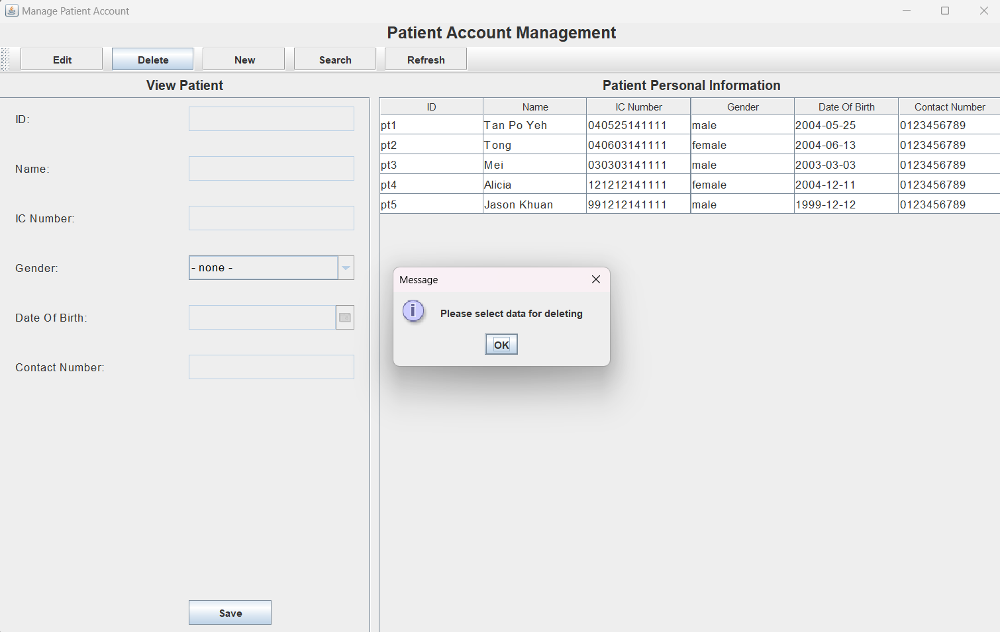 Manage Patient Account
Patient Account Management
Edit Delete New Search Refresh
View Patient
ID:
Name:
IC Number:
Gender: - none -
Date Of Birth:
Contact Number:
Save
Patient Personal Information
ID Name IC Number Gender Date Of Birth Contact Number
pt1 Tan Po Yeh 040525141111 male 2004-05-25 0123456789
pt2 Tong 040603141111 female 2004-06-13 0123456789
pt3 Mei 030303141111 male 2003-03-03 0123456789
pt4 Alicia 121212141111 female 2004-12-11 0123456789
pt5 Jason Khuan 991212141111 male 1999-12-12 0123456789
Message
Please select data for deleting
OK